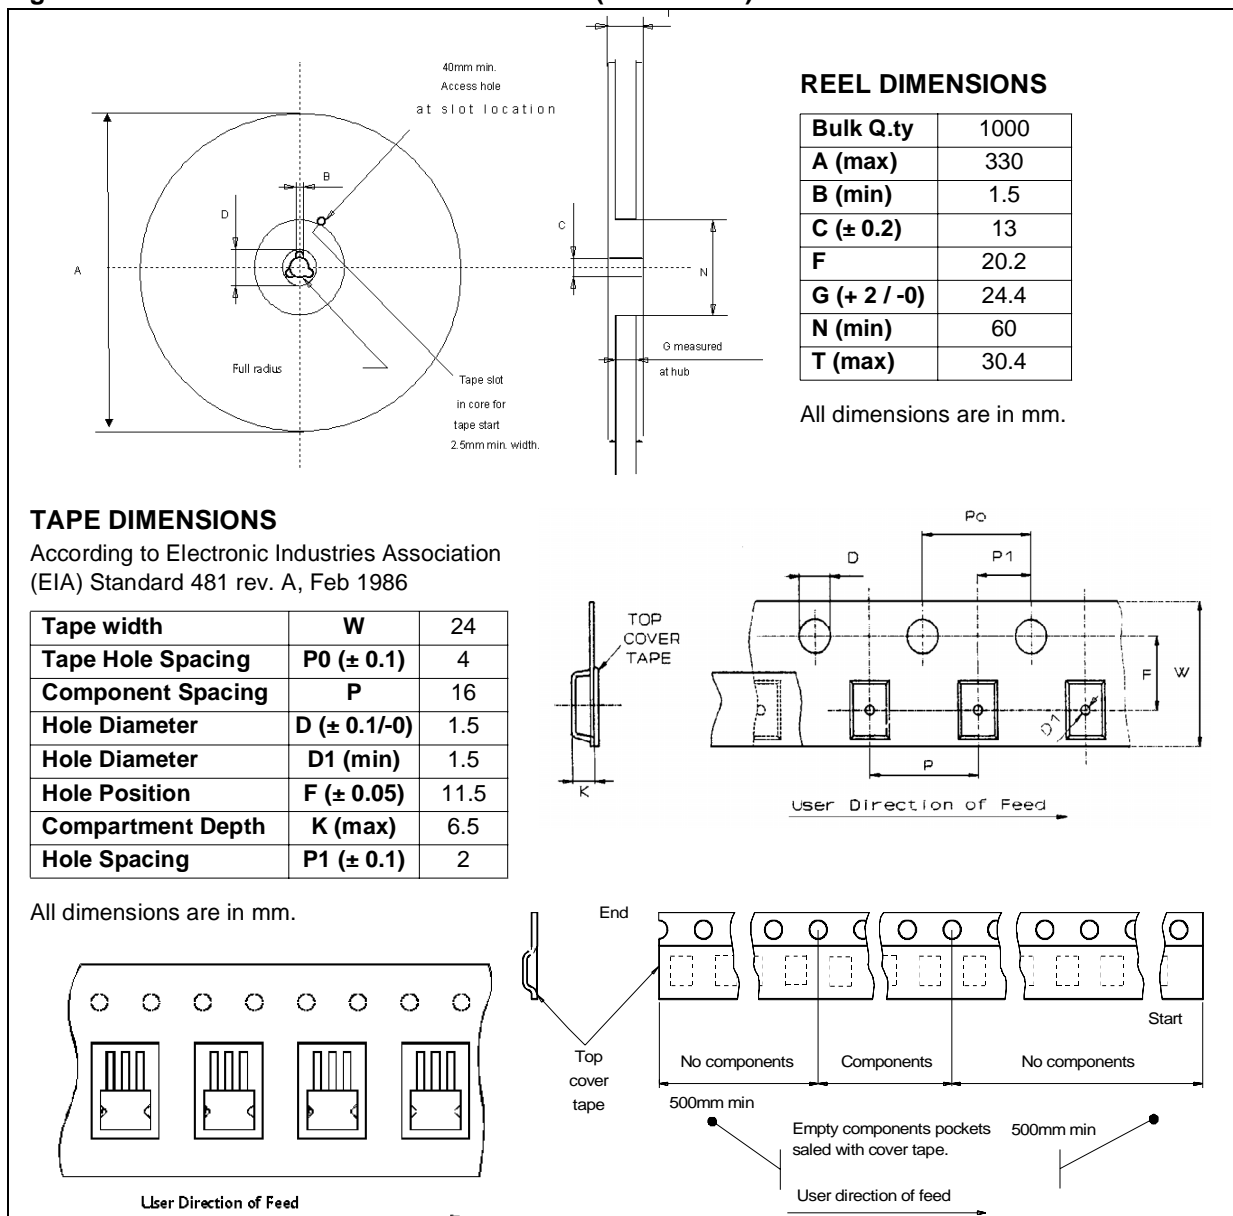 40mm min.
Access hole
at slot location
B
D
A
Full radius
Tape slot
in core for
tape start
2.5mm min. width.
C
N
G measured
at hub
REEL DIMENSIONS
Bulk Q.ty 1000
A (max) 330
B (min) 1.5
C (± 0.2) 13
F 20.2
G (+ 2 / -0) 24.4
N (min) 60
T (max) 30.4
All dimensions are in mm.
TAPE DIMENSIONS
According to Electronic Industries Association
(EIA) Standard 481 rev. A, Feb 1986
Tape width W 24
Tape Hole Spacing P0 (± 0.1) 4
Component Spacing P 16
Hole Diameter D (± 0.1/-0) 1.5
Hole Diameter D1 (min) 1.5
Hole Position F (± 0.05) 11.5
Compartment Depth K (max) 6.5
Hole Spacing P1 (± 0.1) 2
All dimensions are in mm.
Po
D
P1
TOP
COVER
TAPE
F
W
D1
P
K
User Direction of Feed
End
Start
Top
cover
tape
No components
Components
No components
500mm min
Empty components pockets
saled with cover tape.
500mm min
User direction of feed
User Direction of Feed